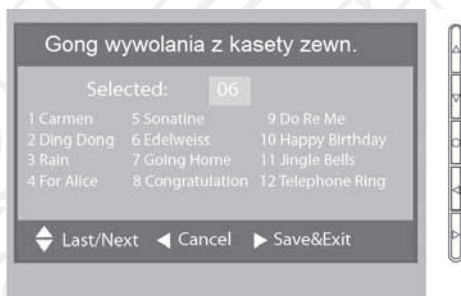 Gong wywolania z kasety zewn.
Selected: 06
1 Carmen 5 Sonatine 9 Do Re Me
2 Ding Dong 6 Edelweiss 10 Happy Birthday
3 Rain 7 Going Home 11 Jingle Bells
4 For Alice 8 Congratulation 12 Telephone Ring
Last/Next Cancel Save&Exit